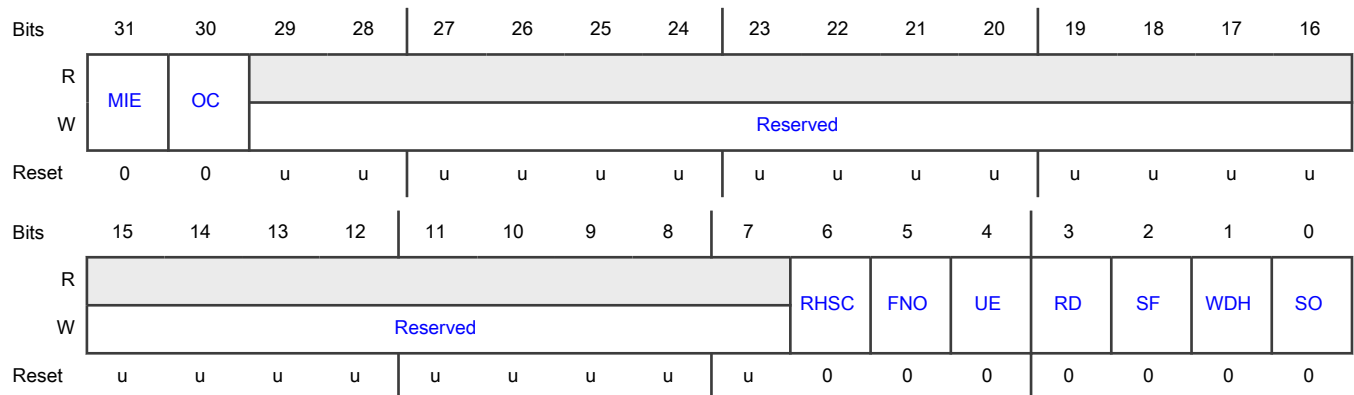 Bits 31 30 29 28 27 26 25 24 23 22 21 20 19 18 17 16
R
MIE OC
W Reserved
Reset 0 0 u u u u u u u u u u u u u u
Bits 15 14 13 12 11 10 9 8 7 6 5 4 3 2 1 0
R
RHSC FNO UE RD SF WDH SO
W Reserved
Reset u u u u u u u u u 0 0 0 0 0 0 0